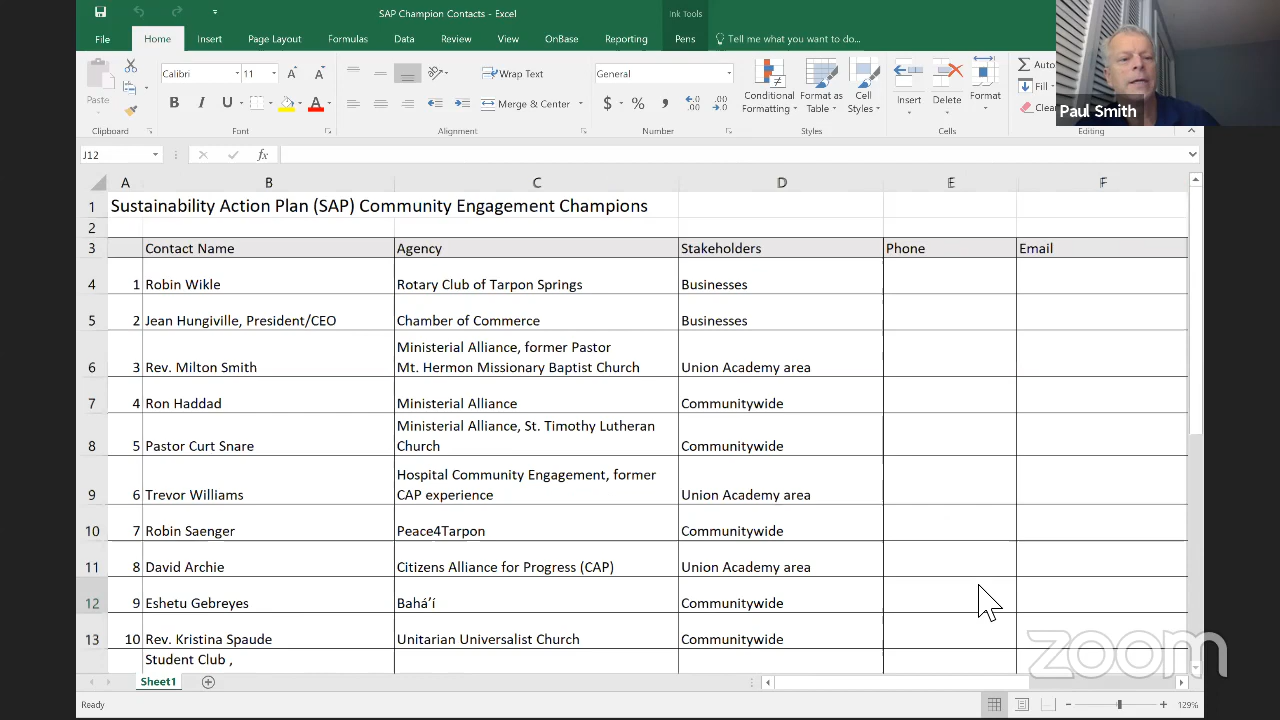 SAP Champion Contacts - Excel
Ink Tools
File Home Insert Page Layout Formulas Data Review View OnBase Reporting Pens Tell me what you want to do...
Paste
Calibri 11
B I U
Wrap Text
Merge & Center
General
$ % ,
Conditional Formatting
Format as Table
Cell Styles
Insert
Delete
Format
Auto
Fill
Clea
Clipboard Font Alignment Number Styles Cells Editing
Paul Smith
J12 fx
A B C D E F
1 Sustainability Action Plan (SAP) Community Engagement Champions
2
3 Contact Name Agency Stakeholders Phone Email
4 1 Robin Wikle Rotary Club of Tarpon Springs Businesses
5 2 Jean Hungiville, President/CEO Chamber of Commerce Businesses
Ministerial Alliance, former Pastor
6 3 Rev. Milton Smith Mt. Hermon Missionary Baptist Church Union Academy area
7 4 Ron Haddad Ministerial Alliance Communitywide
Ministerial Alliance, St. Timothy Lutheran
8 5 Pastor Curt Snare Church Communitywide
Hospital Community Engagement, former
9 6 Trevor Williams CAP experience Union Academy area
10 7 Robin Saenger Peace4Tarpon Communitywide
11 8 David Archie Citizens Alliance for Progress (CAP) Union Academy area
12 9 Eshetu Gebreyes Bahá’í Communitywide
13 10 Rev. Kristina Spaude Unitarian Universalist Church Communitywide
Student Club ,
zoom
Sheet1
Ready 129%